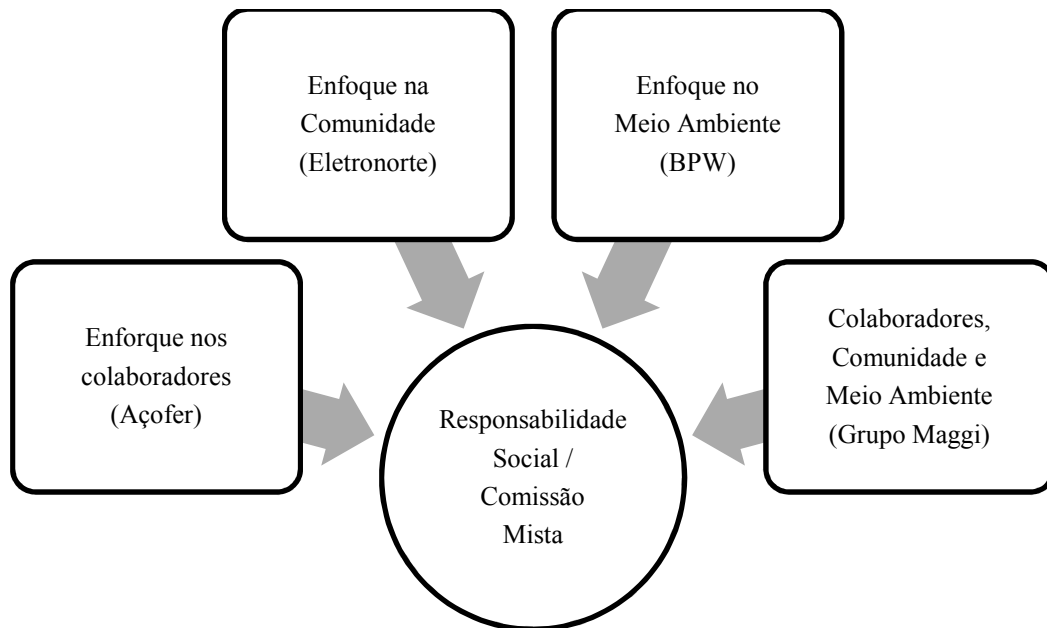 Enfoque na
Comunidade
(Eletronorte)
Enfoque no
Meio Ambiente
(BPW)
Enforque nos
colaboradores
(Açofer)
Colaboradores,
Comunidade e
Meio Ambiente
(Grupo Maggi)
Responsabilidade
Social /
Comissão
Mista